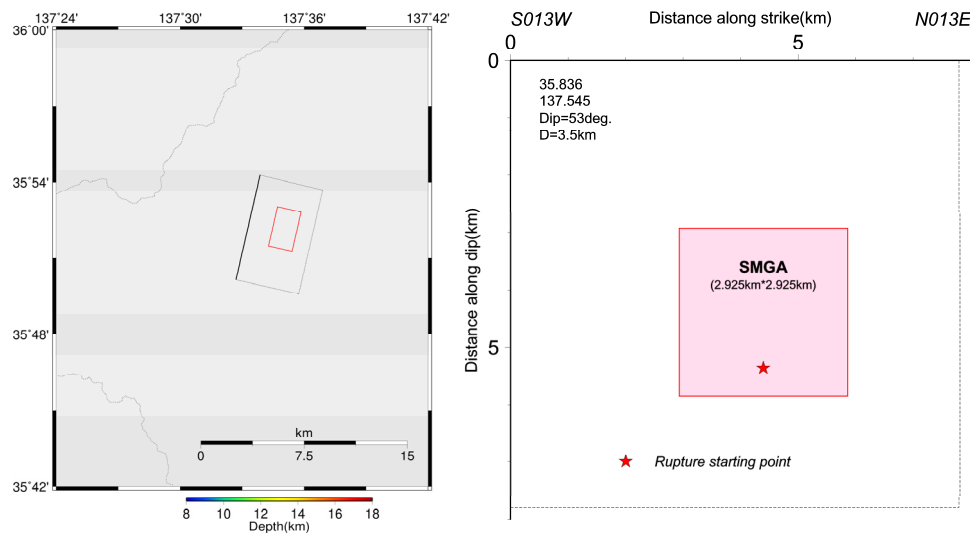 137˚24'
137˚30'
137˚36'
137˚42'
36˚00'
35˚54'
35˚48'
35˚42'
km
0
7.5
15
8
10
12
14
16
18
Depth(km)
S013W
Distance along strike(km)
N013E
0
5
0
5
Distance along dip(km)
35.836
137.545
Dip=53deg.
D=3.5km
SMGA
(2.925km*2.925km)
Rupture starting point